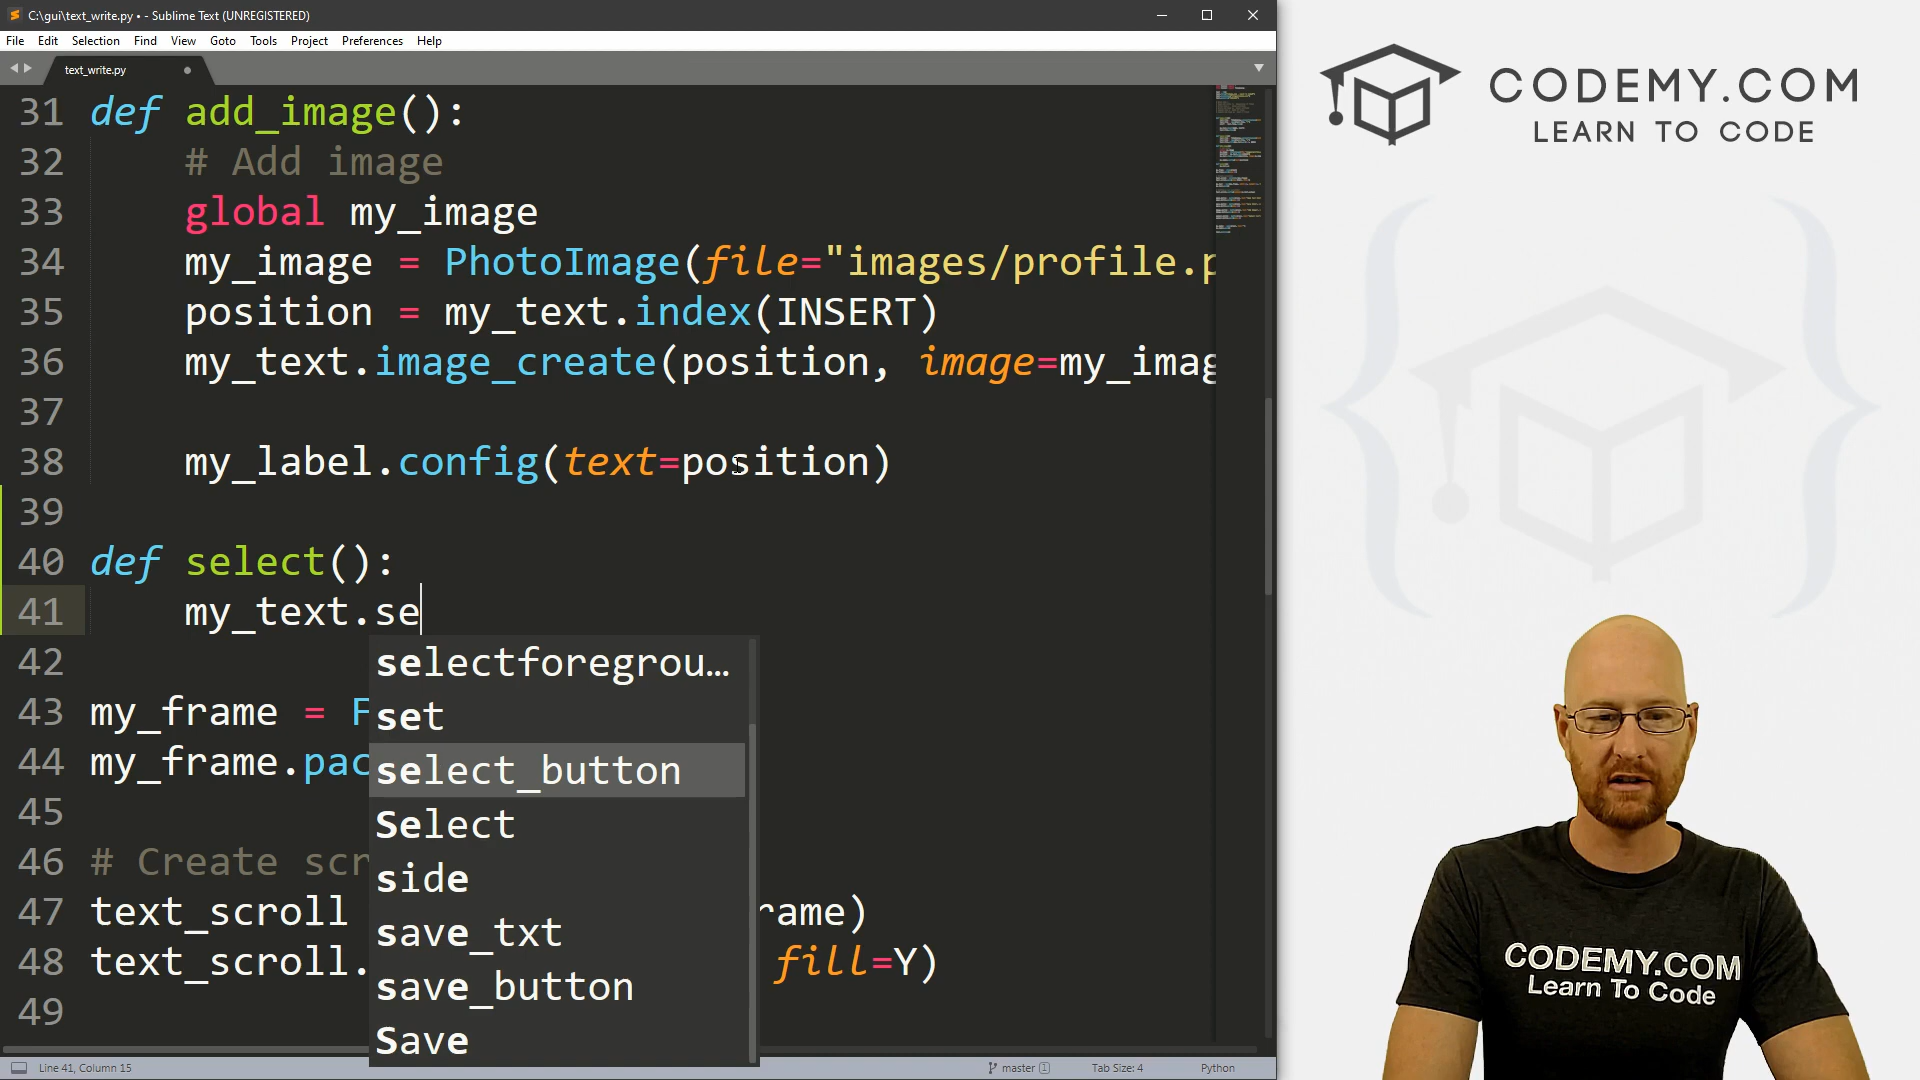 C:\gui\text_write.py • - Sublime Text (UNREGISTERED)
File Edit Selection Find View Goto Tools Project Preferences Help
text_write.py
31 def add_image():
32 # Add image
33 global my_image
34 my_image = PhotoImage(file="images/profile.p
35 position = my_text.index(INSERT)
36 my_text.image_create(position, image=my_imag
37
38 my_label.config(text=position)
39
40 def select():
41 my_text.se
42
43 my_frame = F
44 my_frame.pac
45
46 # Create scr
47 text_scroll rame)
48 text_scroll. fill=Y)
49
selectforegrou…
set
select_button
Select
side
save_txt
save_button
Save
Line 41, Column 15
master 1
Tab Size: 4
Python
CODEMY.COM
LEARN TO CODE
CODEMY.COM
Learn To Code